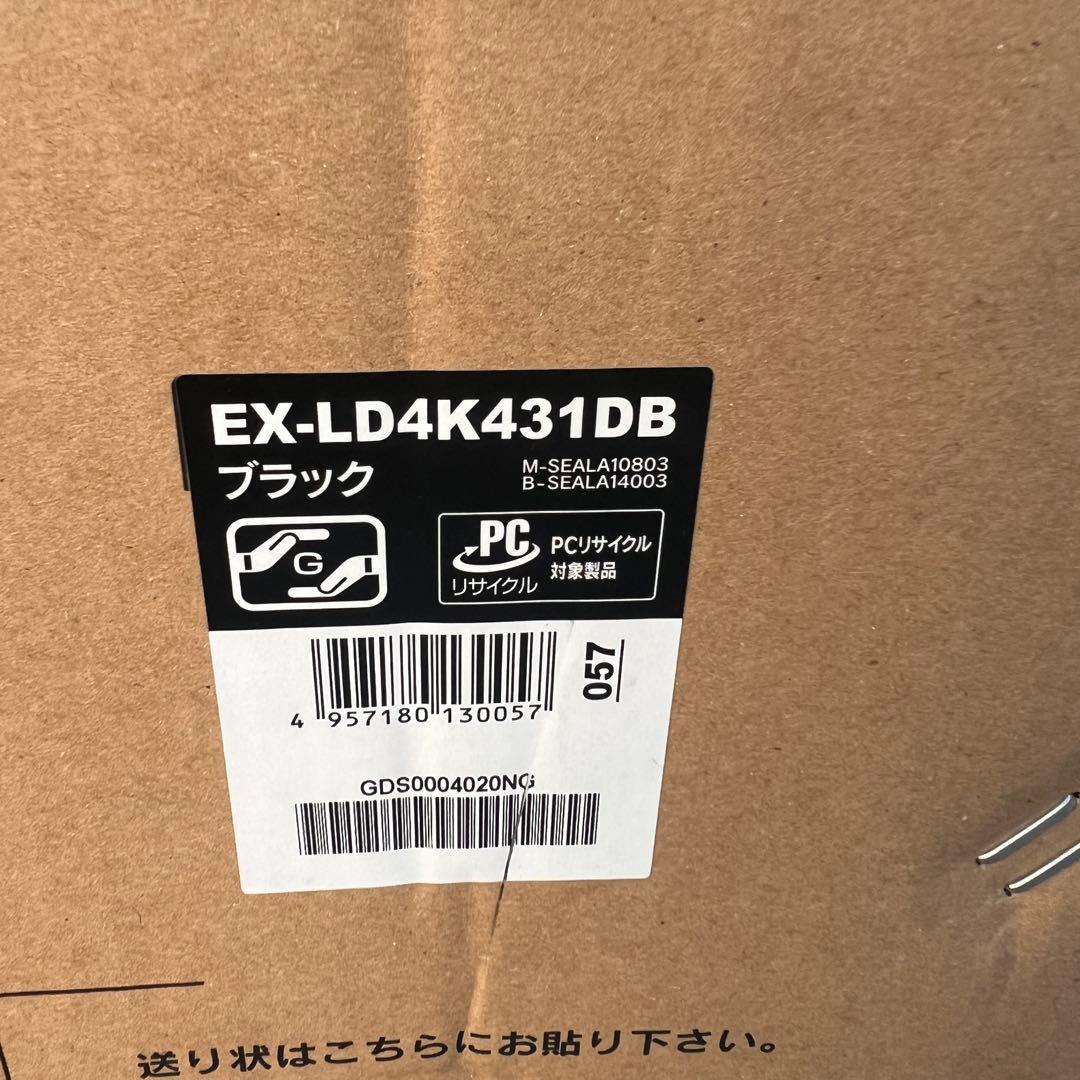 EX-LD4K431DB
ブラック
M-SEALA10803
B-SEALA14003
G
PC
リサイクル
PCリサイクル
対象製品
057
4 957180 130057
GDS0004020NG
送り状はこちらにお貼り下さい。